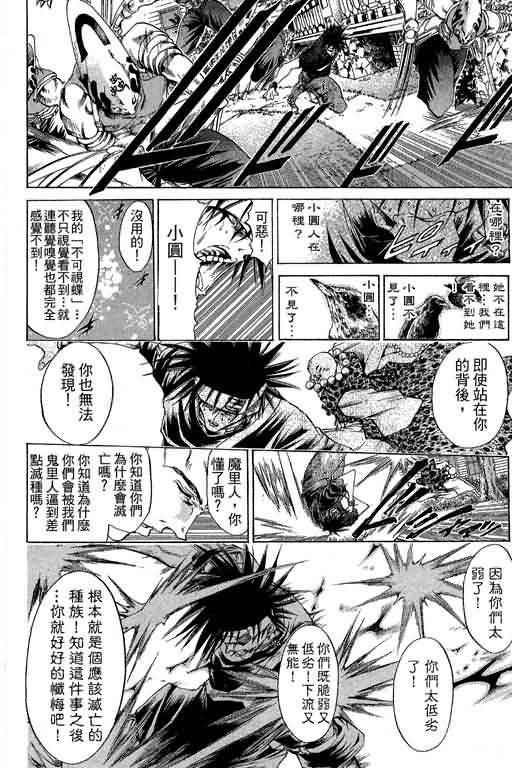 在哪裡？
小圓人在
哪裡？
可惡！
小圓——！
沒用的！
我的「不可視蝶」…
不只視覺看不到…就
連聽覺嗅覺也都完全
感覺不到！
她不在這
裡…我們
看不到她
小圓不
見了…
小圓
不見了…
即使站在你
的背後，
你也無法
發現！
魔里人，你
懂了嗎？
你知道你們
為什麼會滅
亡嗎？
你知道為什麼
你們會被我們
鬼里人逼到差
點滅種嗎？
因為你們太
弱了！
你們太低劣
了！
你們既脆弱又
低劣！下流又
無能！
根本就是個應該滅亡的
種族！知道這件事之後
…你就好好的懺悔吧！